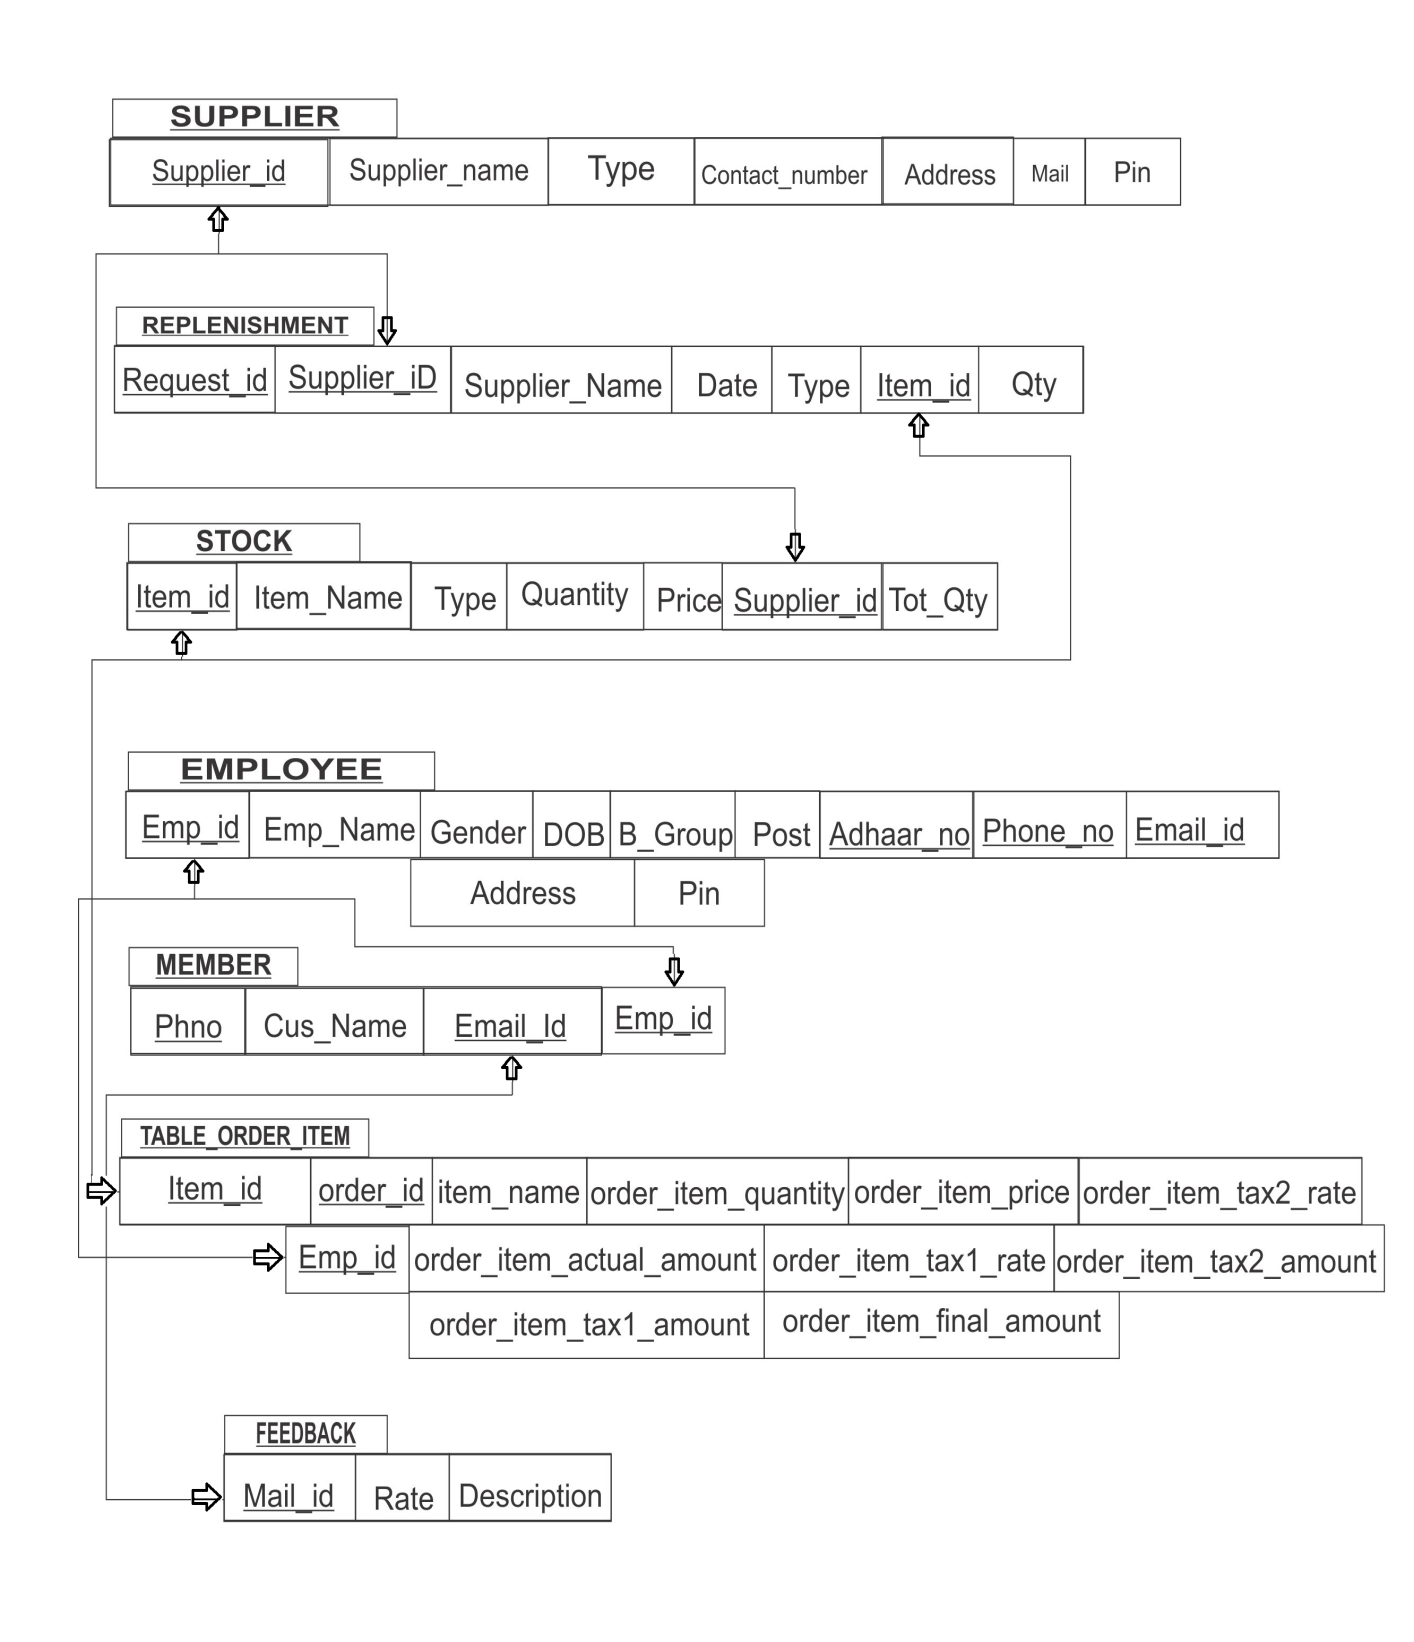 SUPPLIER
Supplier_id Supplier_name Type Contact_number Address Mail Pin
REPLENISHMENT
Request_id Supplier_iD Supplier_Name Date Type Item_id Qty
STOCK
Item_id Item_Name Type Quantity Price Supplier_id Tot_Qty
EMPLOYEE
Emp_id Emp_Name Gender DOB B_Group Post Adhaar_no Phone_no Email_id
Address Pin
MEMBER
Phno Cus_Name Email_Id Emp_id
TABLE_ORDER_ITEM
Item_id order_id item_name order_item_quantity order_item_price order_item_tax2_rate
Emp_id order_item_actual_amount order_item_tax1_rate order_item_tax2_amount
order_item_tax1_amount order_item_final_amount
FEEDBACK
Mail_id Rate Description